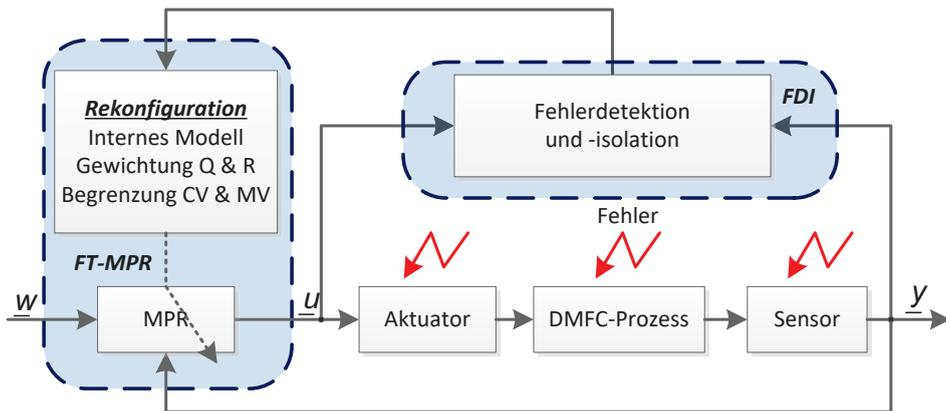 Rekonfiguration
Internes Modell
Gewichtung Q & R
Begrenzung CV & MV
FT-MPR
Fehlerdetektion
und -isolation
FDI
Fehler
w
MPR
u
Aktuator
DMFC-Prozess
Sensor
y